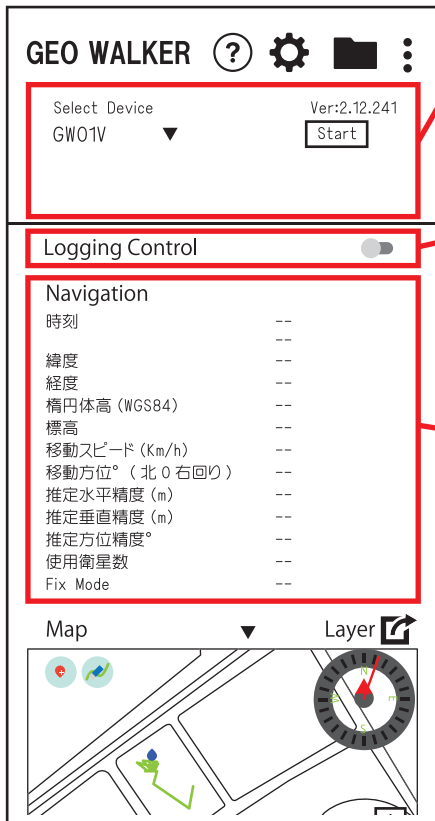 GEO WALKER ?
Select Device Ver:2.12.241
GW01V ▼ Start
Logging Control
Navigation
時刻 --
--
緯度 --
経度 --
楕円体高 (WGS84) --
標高 --
移動スピード (Km/h) --
移動方位° ( 北 0 右回り ) --
推定水平精度 (m) --
推定垂直精度 (m) --
推定方位精度° --
使用衛星数 --
Fix Mode --
Map ▼ Layer
N
W E
S